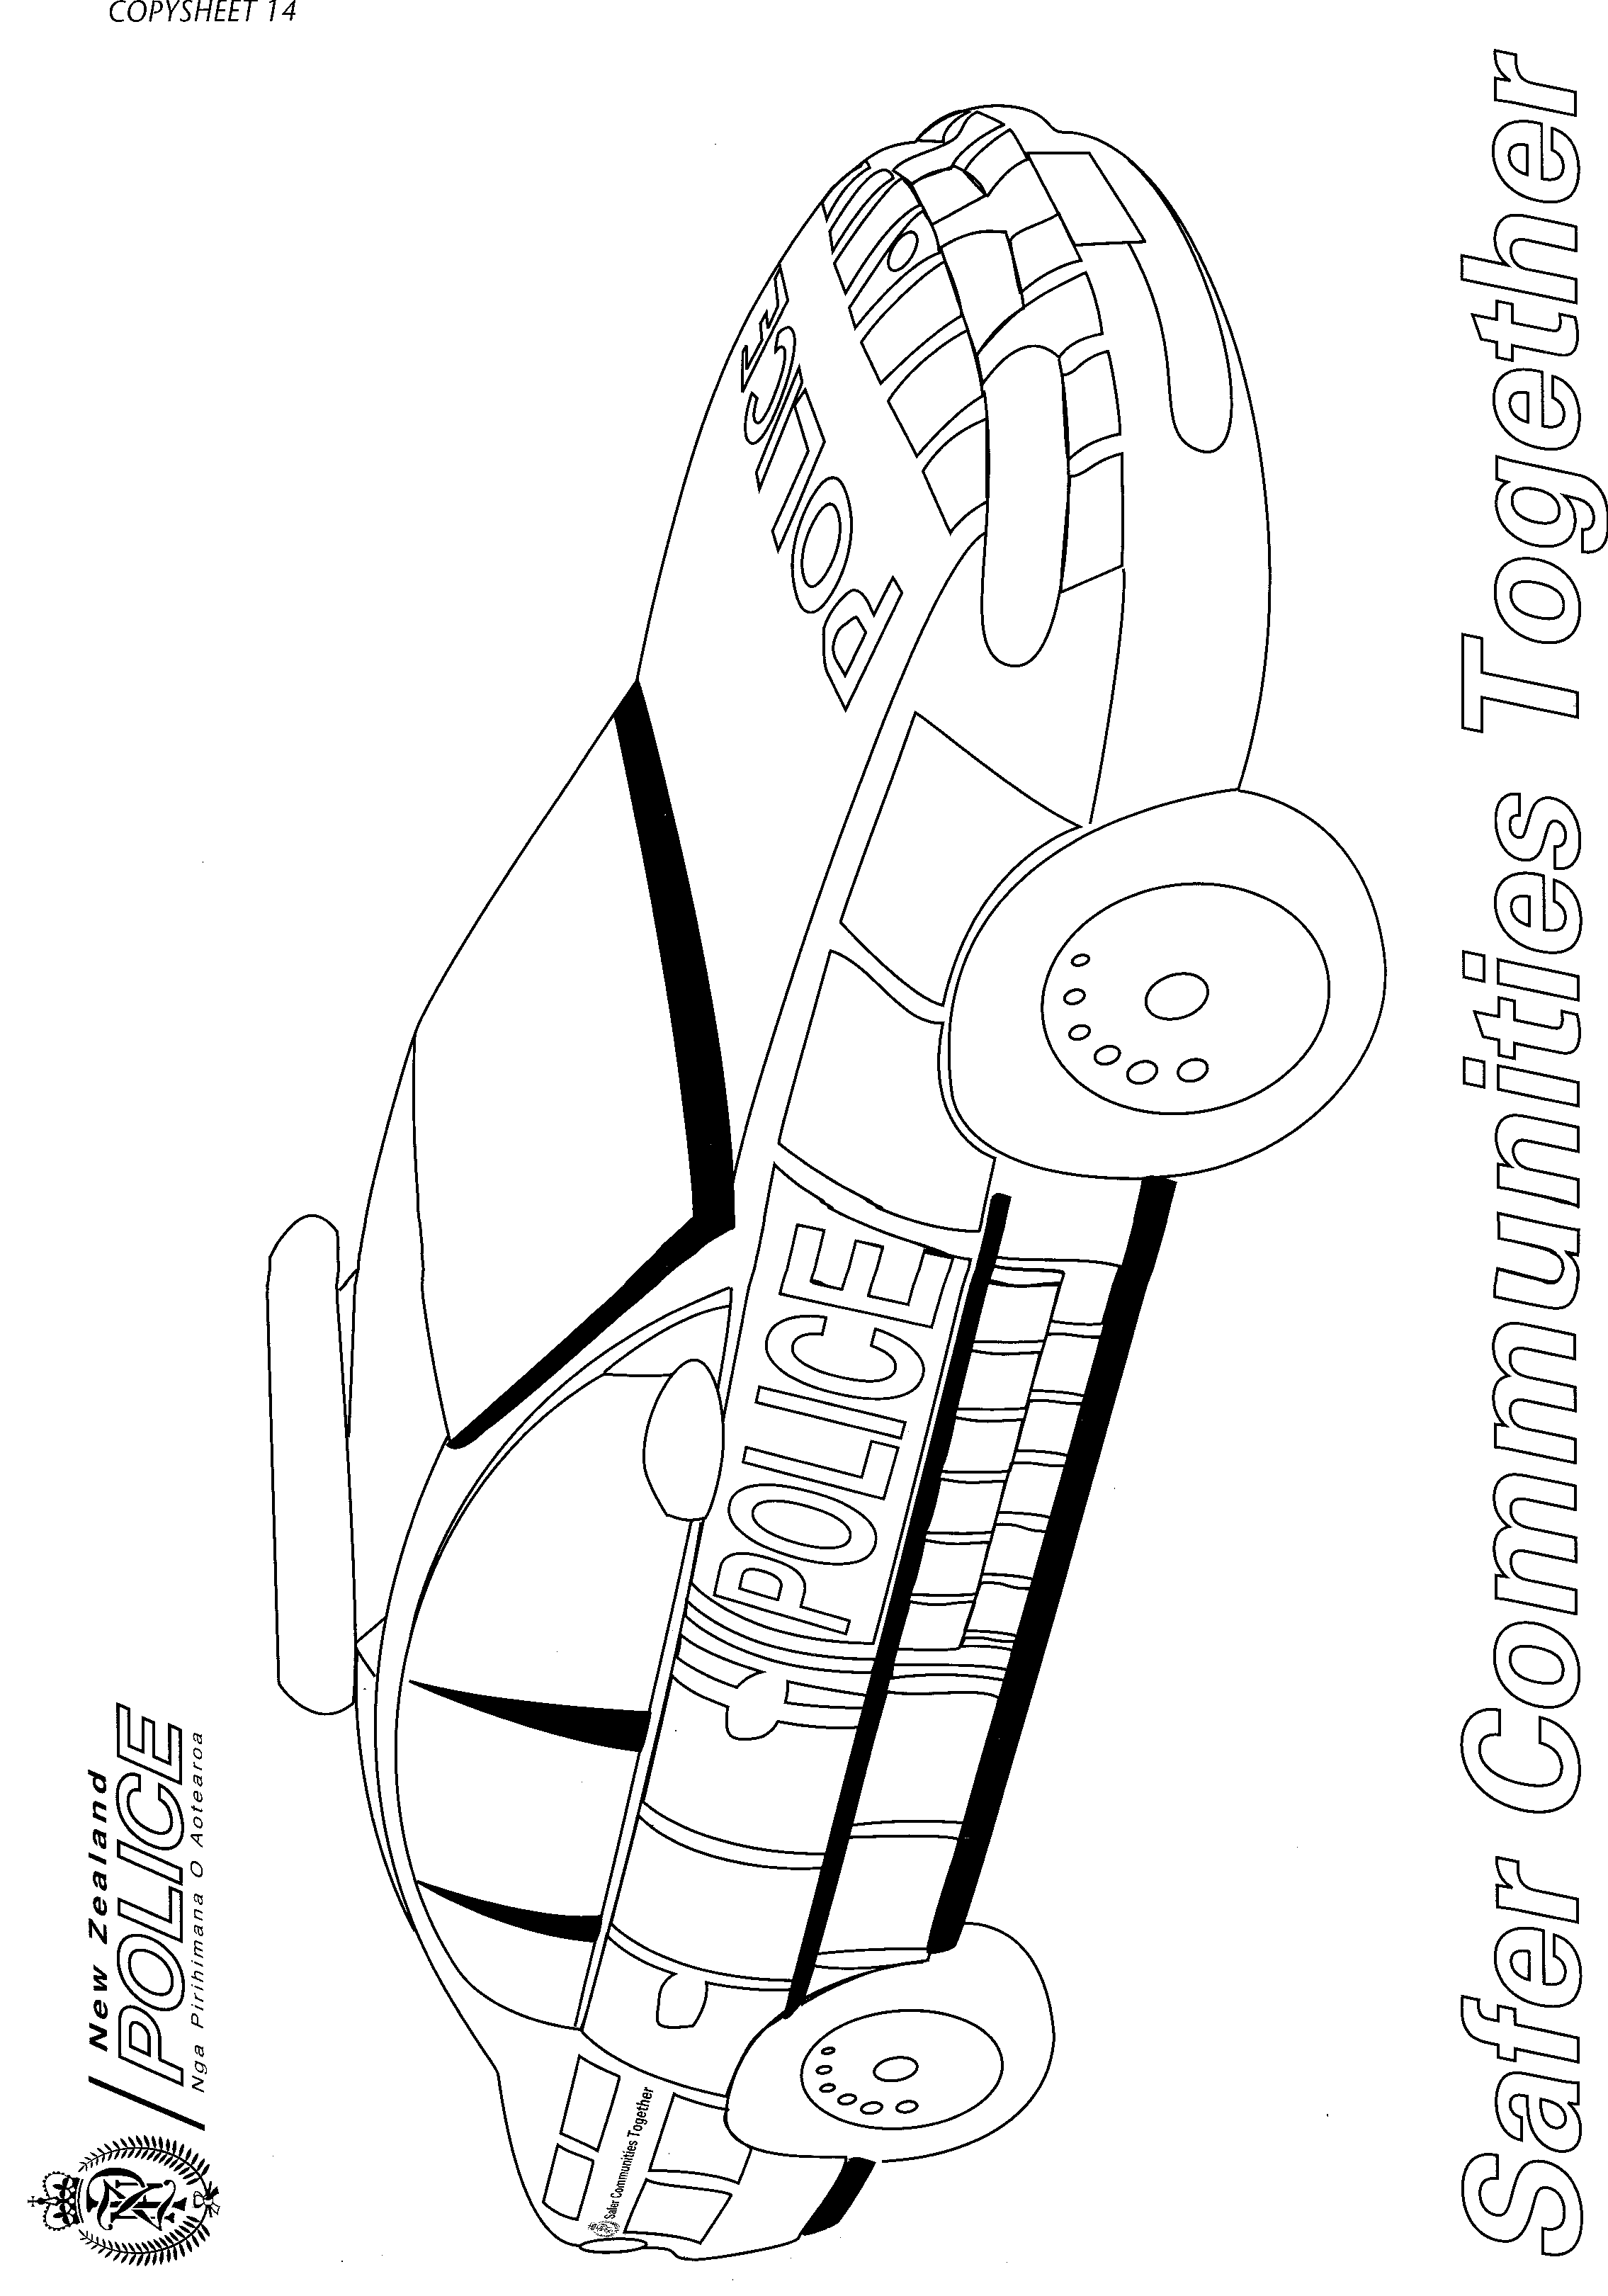 COPYSHEET 14
New Zealand
POLICE
Nga Pirihimana O Aotearoa
POLICE
POLICE
Safer Communities Together
Safer Communities Together